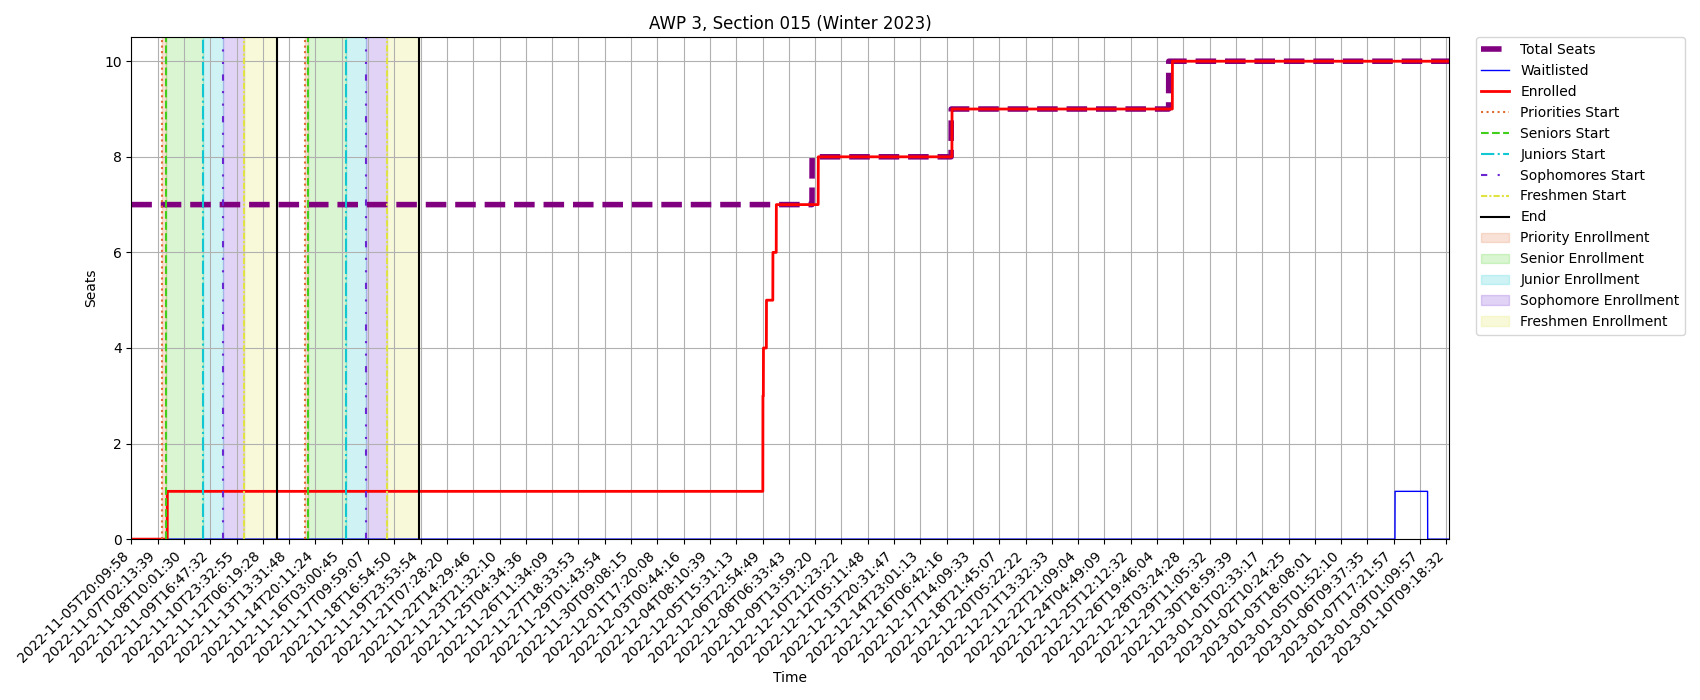 AWP 3, Section 015 (Winter 2023)
Seats
10
8
6
4
2
0
2022-11-05T20:09:58
2022-11-07T02:13:39
2022-11-08T10:01:30
2022-11-09T16:47:32
2022-11-10T23:32:55
2022-11-12T06:19:28
2022-11-13T13:31:48
2022-11-14T20:11:24
2022-11-16T03:00:45
2022-11-17T09:59:07
2022-11-18T16:54:50
2022-11-19T23:53:54
2022-11-21T07:28:20
2022-11-22T14:29:46
2022-11-23T21:32:10
2022-11-25T04:34:36
2022-11-26T11:34:09
2022-11-27T18:33:53
2022-11-29T01:43:54
2022-11-30T09:08:15
2022-12-01T17:20:08
2022-12-03T00:44:16
2022-12-04T08:10:39
2022-12-05T15:31:13
2022-12-06T22:54:49
2022-12-08T06:33:43
2022-12-09T13:59:20
2022-12-10T21:23:22
2022-12-12T05:11:48
2022-12-13T20:31:47
2022-12-14T23:01:13
2022-12-16T06:42:16
2022-12-17T14:09:33
2022-12-18T21:45:07
2022-12-20T05:22:22
2022-12-21T13:32:33
2022-12-22T21:09:04
2022-12-24T04:49:09
2022-12-25T12:12:32
2022-12-26T19:46:04
2022-12-28T03:24:28
2022-12-29T11:05:32
2022-12-30T18:59:39
2023-01-01T02:33:17
2023-01-02T10:24:25
2023-01-03T18:08:01
2023-01-05T01:52:10
2023-01-06T09:37:35
2023-01-07T17:21:57
2023-01-09T01:09:57
2023-01-10T09:18:32
Time
Total Seats
Waitlisted
Enrolled
Priorities Start
Seniors Start
Juniors Start
Sophomores Start
Freshmen Start
End
Priority Enrollment
Senior Enrollment
Junior Enrollment
Sophomore Enrollment
Freshmen Enrollment